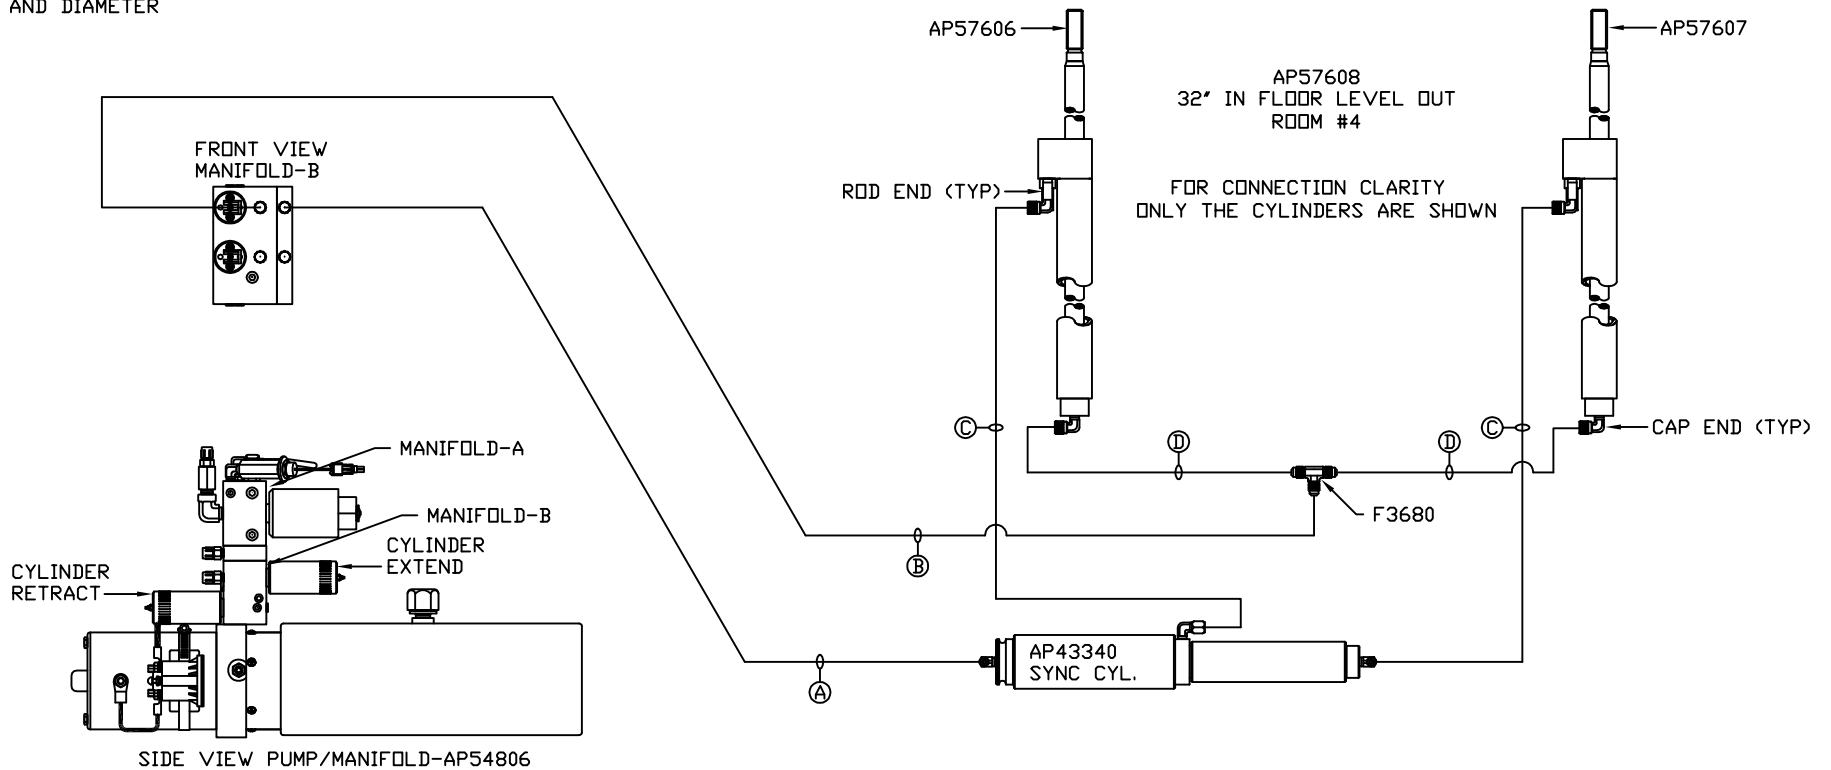 AND DIAMETER
AP57606
AP57607
AP57608
32" IN FLOOR LEVEL OUT
ROOM #4
FRONT VIEW
MANIFOLD-B
ROD END (TYP)
FOR CONNECTION CLARITY
ONLY THE CYLINDERS ARE SHOWN
C
D
D
C
CAP END (TYP)
MANIFOLD-A
MANIFOLD-B
F3680
CYLINDER
EXTEND
B
CYLINDER
RETRACT
AP43340
SYNC CYL.
A
SIDE VIEW PUMP/MANIFOLD-AP54806